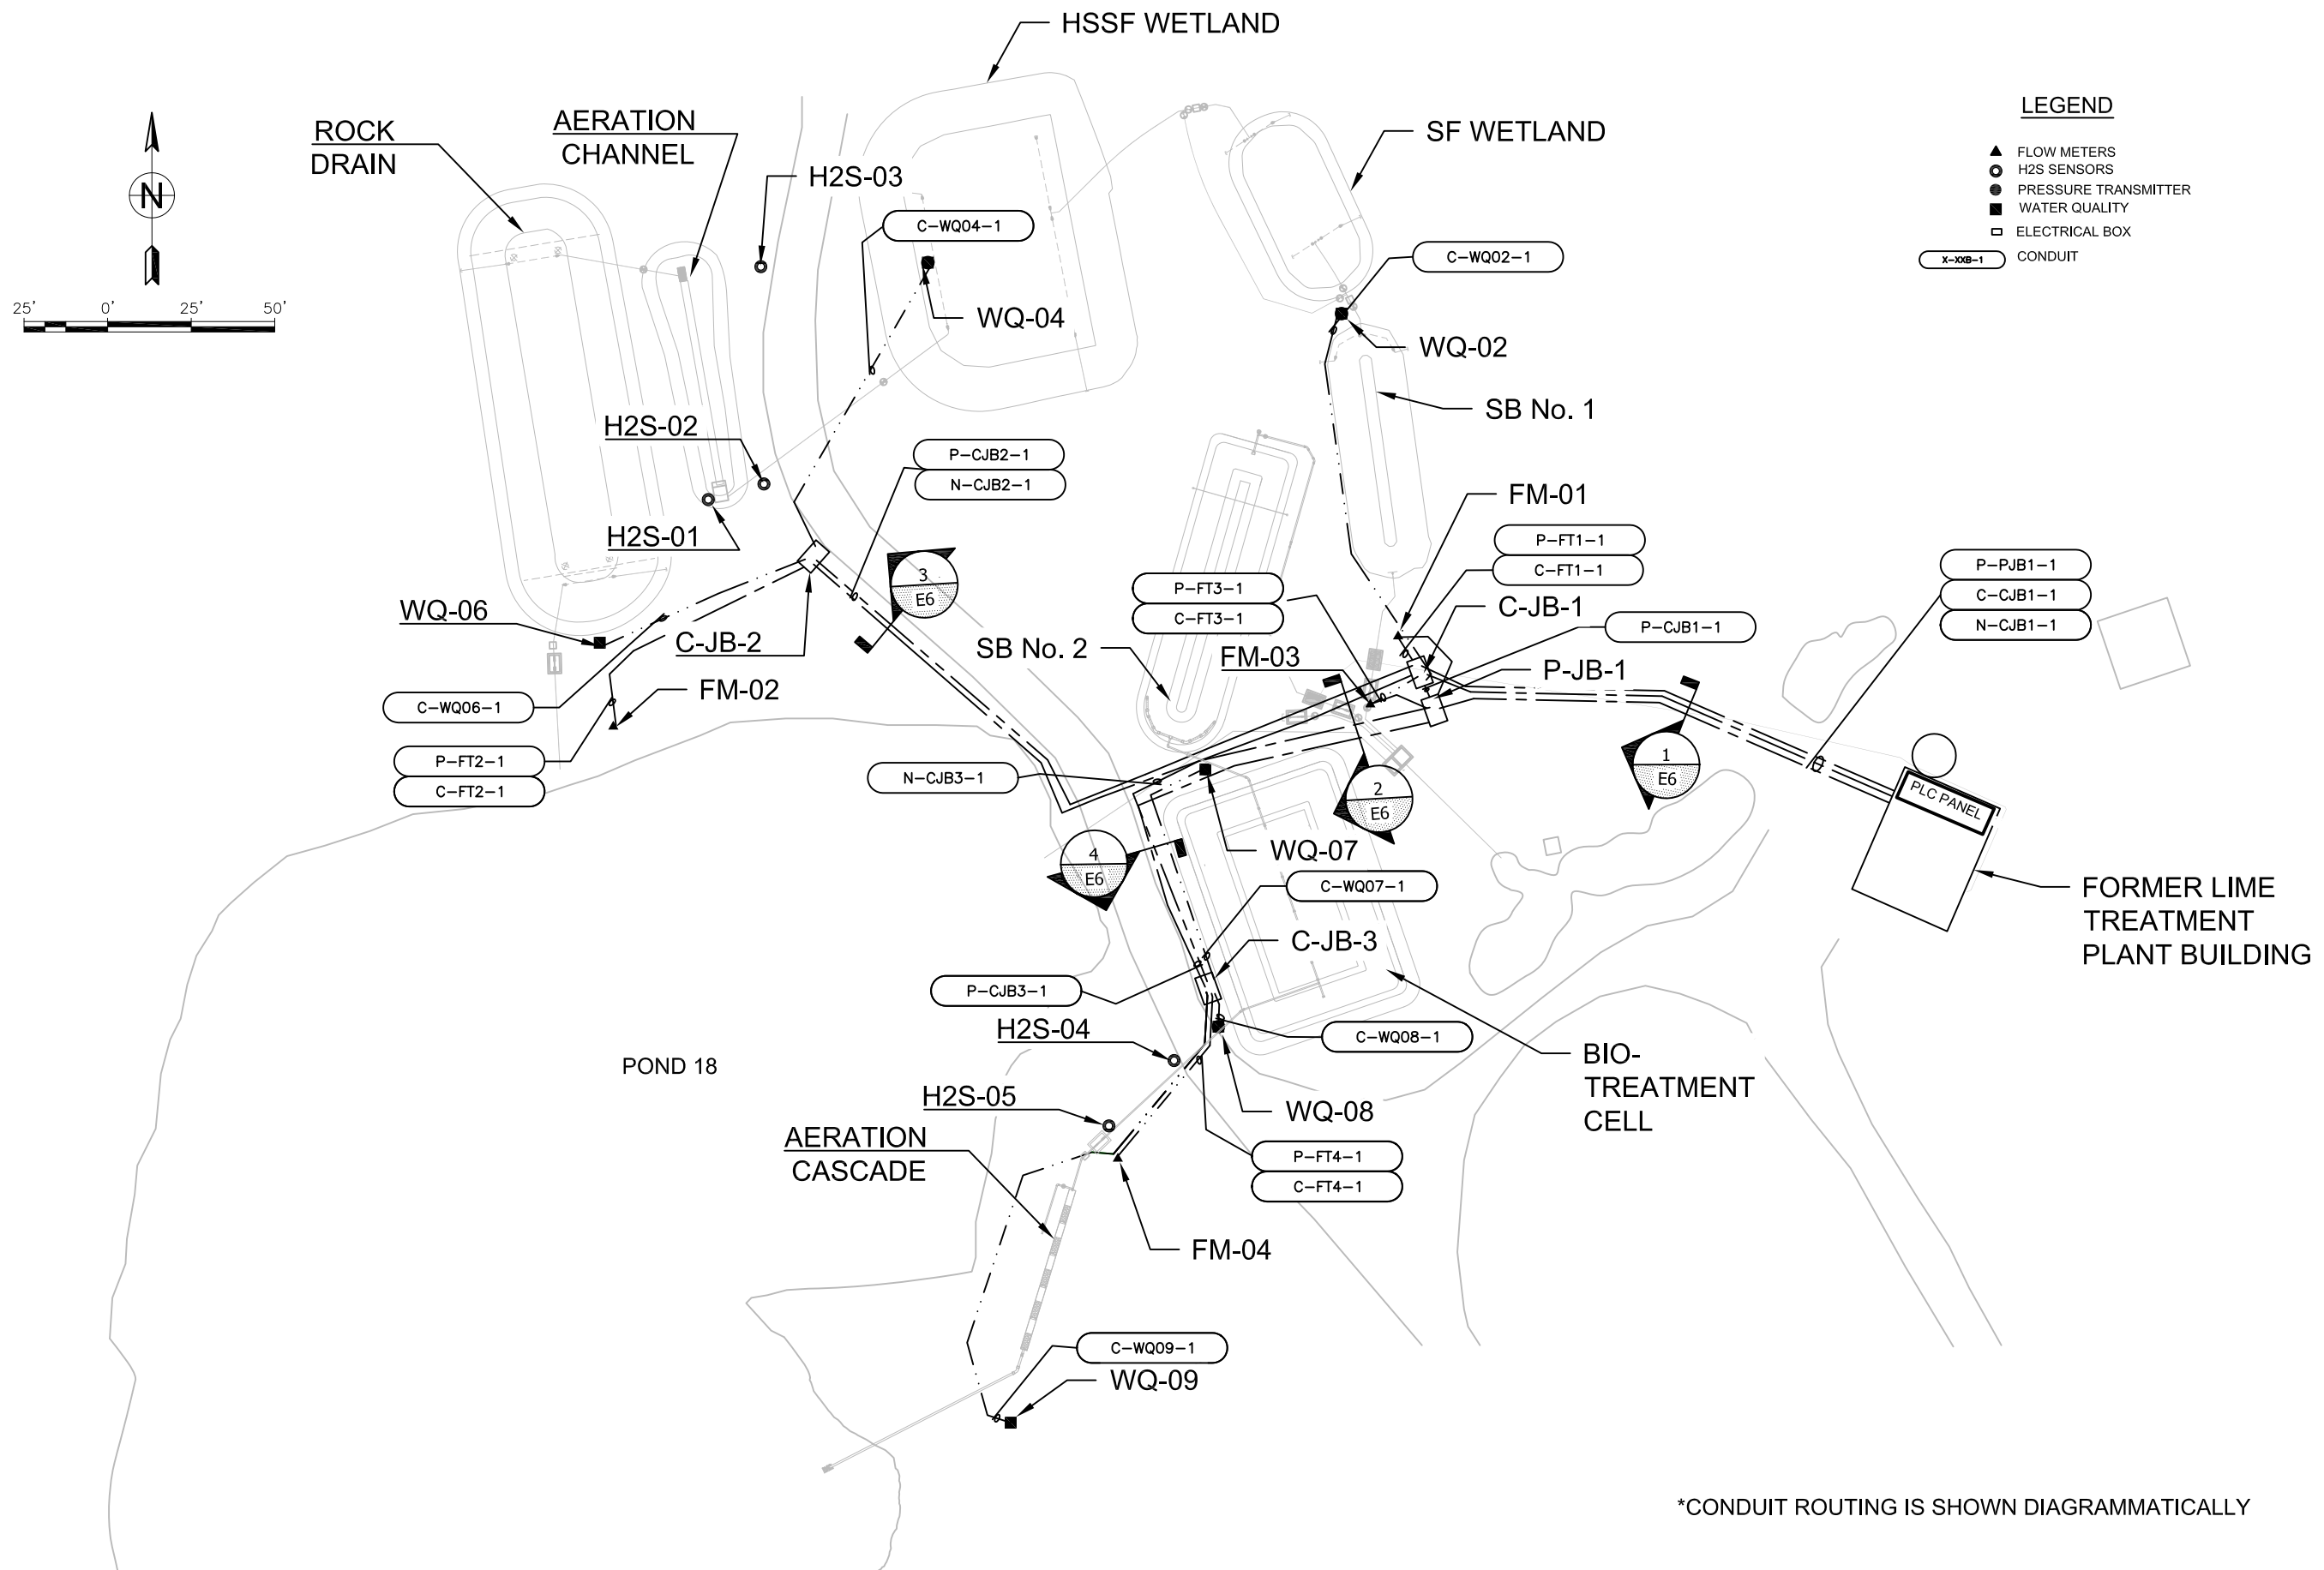 HSSF WETLAND
LEGEND
ROCK
DRAIN
AERATION
CHANNEL
SF WETLAND
FLOW METERS
H2S SENSORS
PRESSURE TRANSMITTER
WATER QUALITY
ELECTRICAL BOX
X-XXB-1
CONDUIT
N
H2S-03
C-WQ04-1
C-WQ02-1
25'
0'
25'
50'
WQ-04
WQ-02
SB No. 1
H2S-02
P-CJB2-1
N-CJB2-1
FM-01
H2S-01
P-FT1-1
C-FT1-1
P-PJB1-1
C-CJB1-1
N-CJB1-1
3
E6
P-FT3-1
C-FT3-1
WQ-06
C-JB-1
P-CJB1-1
C-JB-2
SB No. 2
FM-03
P-JB-1
FM-02
C-WQ06-1
P-FT2-1
C-FT2-1
N-CJB3-1
1
E6
2
E6
PLC PANEL
4
E6
WQ-07
C-WQ07-1
FORMER LIME
TREATMENT
PLANT BUILDING
C-JB-3
P-CJB3-1
H2S-04
C-WQ08-1
POND 18
BIO-
TREATMENT
CELL
H2S-05
WQ-08
AERATION
CASCADE
P-FT4-1
C-FT4-1
FM-04
C-WQ09-1
WQ-09
*CONDUIT ROUTING IS SHOWN DIAGRAMMATICALLY